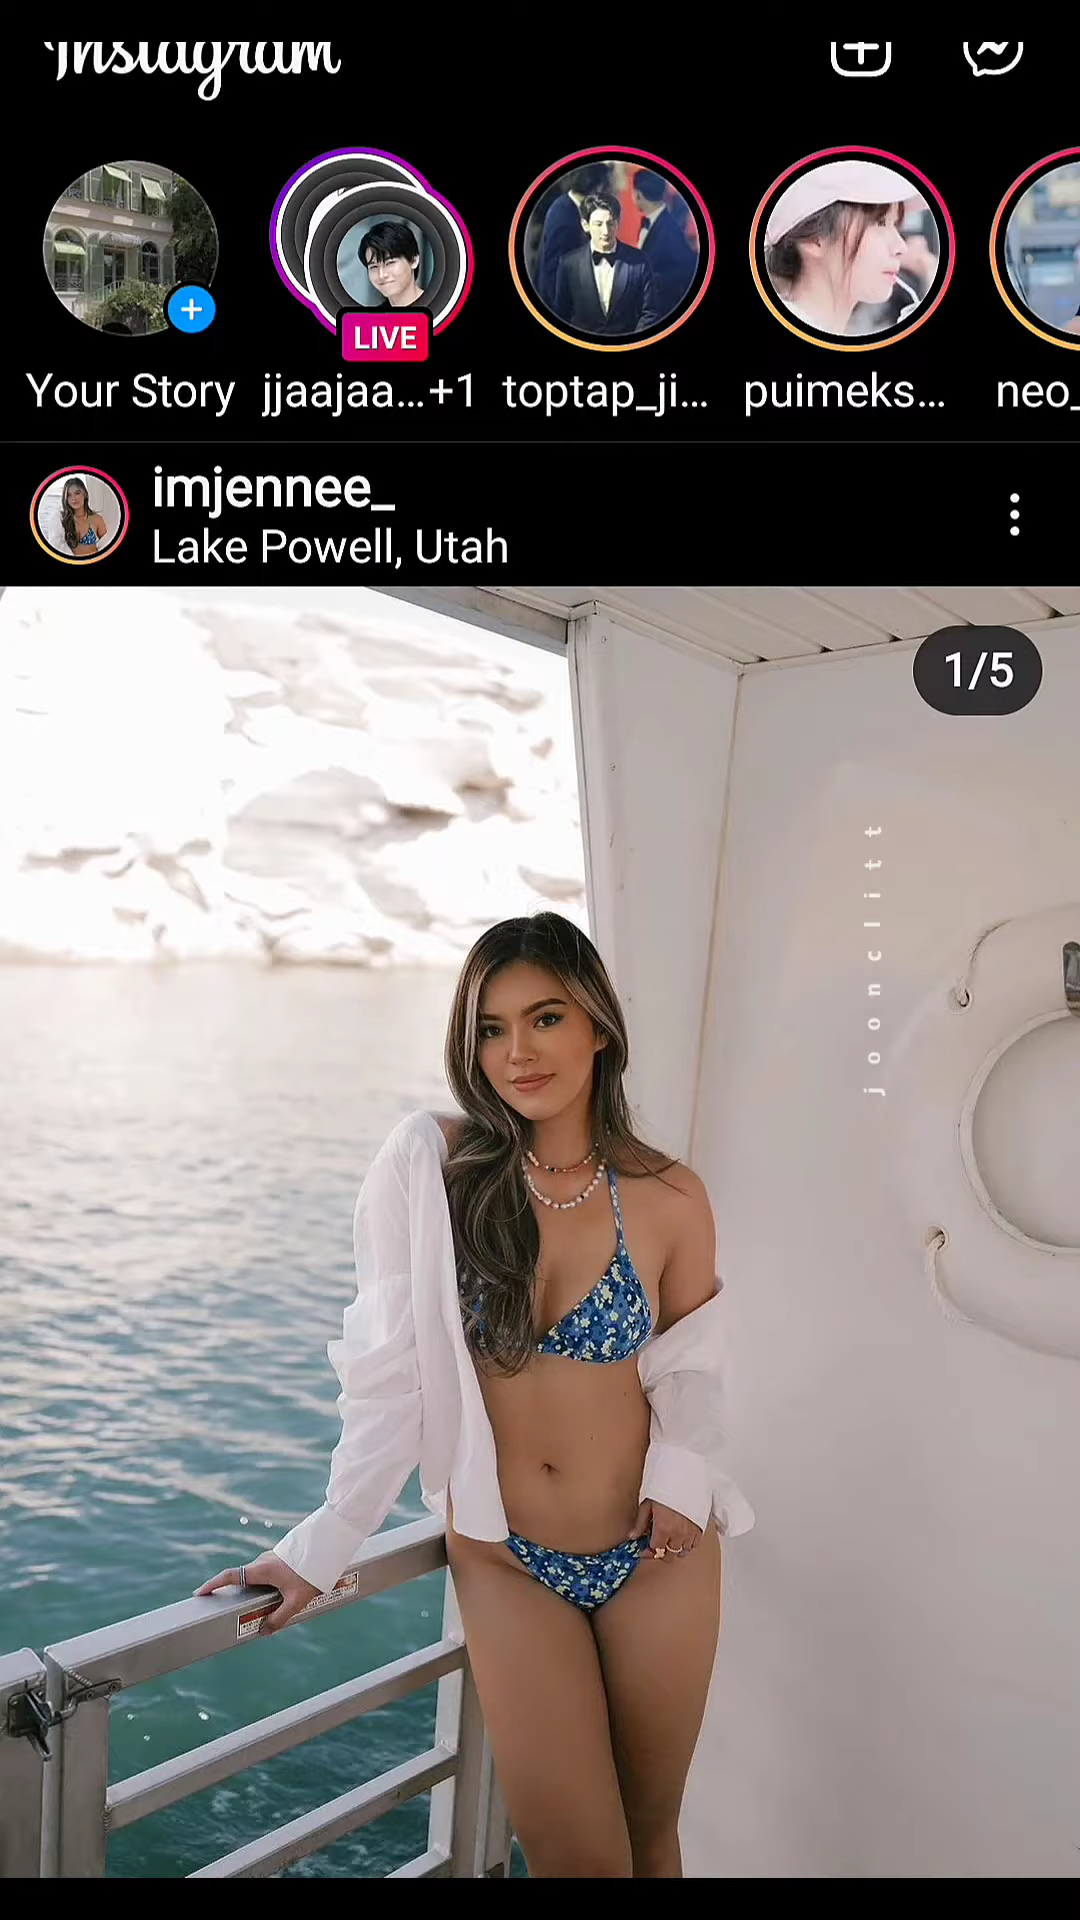 Instagram
LIVE
Your Story
jjaajaa...+1
toptap_ji...
puimeks...
neo_
imjennee_
Lake Powell, Utah
1/5
joonclitt